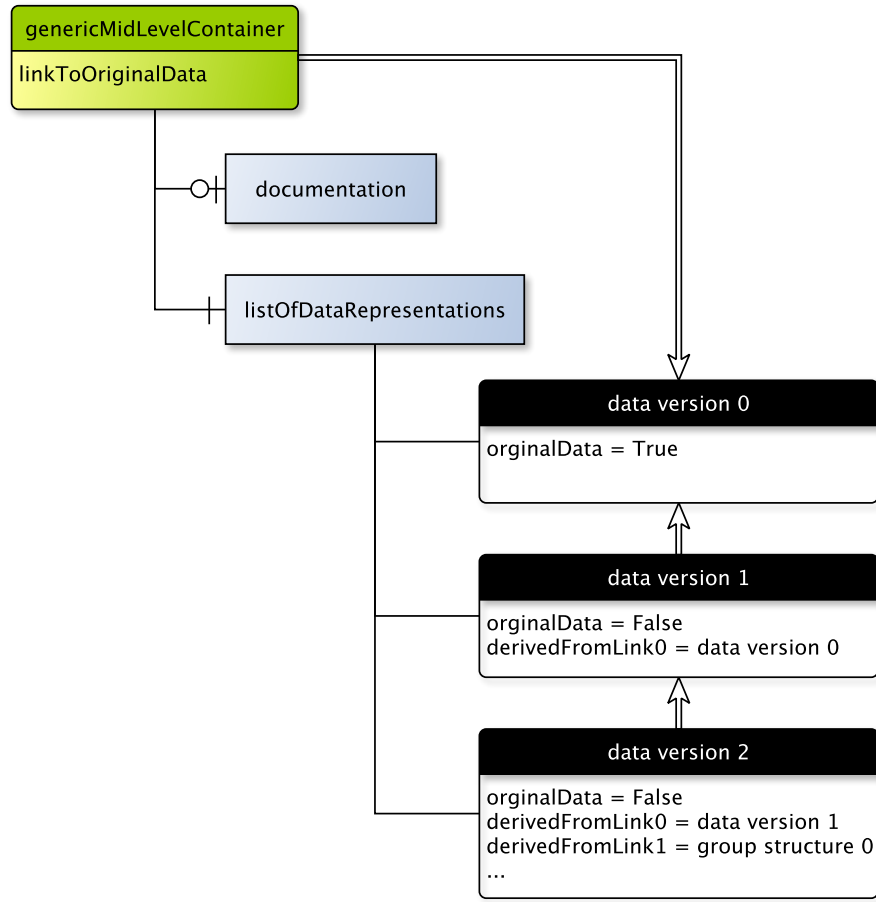 genericMidLevelContainer
linkToOriginalData
documentation
listOfDataRepresentations
data version 0
orginalData = True
data version 1
orginalData = False
derivedFromLink0 = data version 0
data version 2
orginalData = False
derivedFromLink0 = data version 1
derivedFromLink1 = group structure 0
...